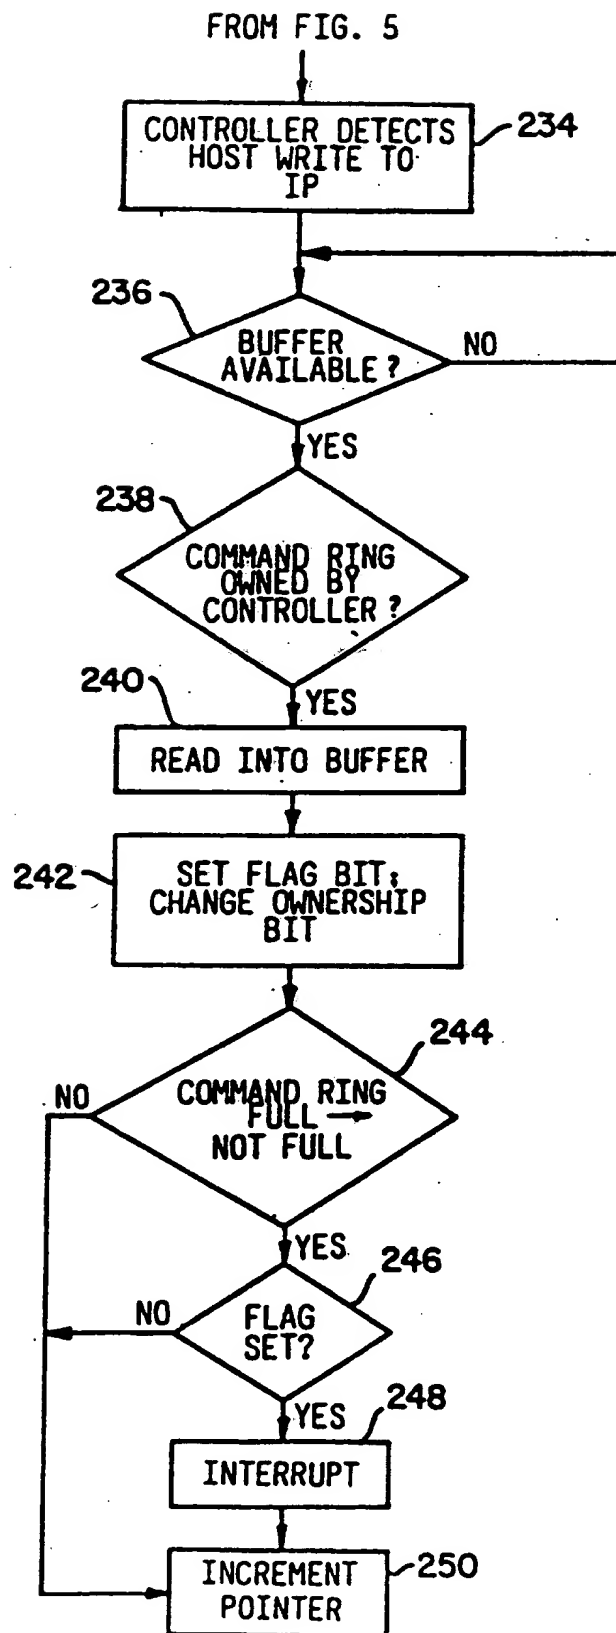 FROM FIG. 5
CONTROLLER DETECTS
HOST WRITE TO
IP
234
236
BUFFER
AVAILABLE?
NO
YES
238
COMMAND RING
OWNED BY
CONTROLLER?
240
YES
READ INTO BUFFER
242
SET FLAG BIT;
CHANGE OWNERSHIP
BIT
244
NO
COMMAND RING
FULL →
NOT FULL
YES
246
NO
FLAG
SET?
YES
248
INTERRUPT
INCREMENT
POINTER
250